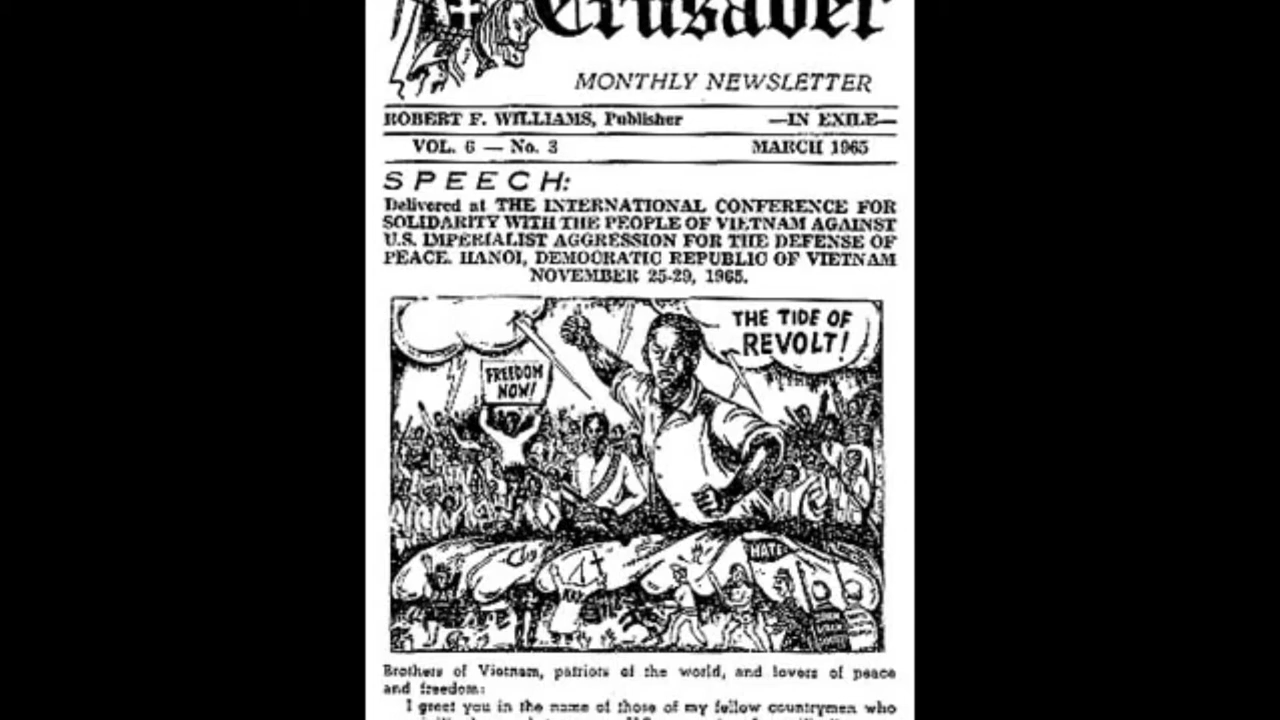 Crusader
MONTHLY NEWSLETTER
ROBERT F. WILLIAMS, Publisher —IN EXILE—
VOL. 6 — No. 3 MARCH 1965
SPEECH:
Delivered at THE INTERNATIONAL CONFERENCE FOR
SOLIDARITY WITH THE PEOPLE OF VIETNAM AGAINST
U.S. IMPERIALIST AGGRESSION FOR THE DEFENSE OF
PEACE. HANOI, DEMOCRATIC REPUBLIC OF VIETNAM
NOVEMBER 25-29, 1965.
THE TIDE OF
REVOLT!
FREEDOM
NOW!
HATE
KKK
Brothers of Vietnam, patriots of the world, and lovers of peace
and freedom:
I greet you in the name of those of my fellow countrymen who